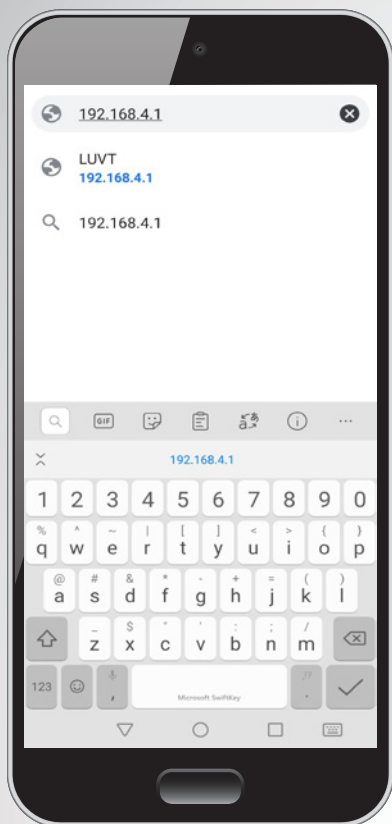 192.168.4.1
LUVT
192.168.4.1
192.168.4.1
GIF
192.168.4.1
1 2 3 4 5 6 7 8 9 0
% ^ ~ | [ ] < > { }
q w e r t y u i o p
@ # & * - + = ( )
a s d f g h j k l
_ $ " ' : ; /
z x c v b n m
123 , Microsoft SwiftKey .